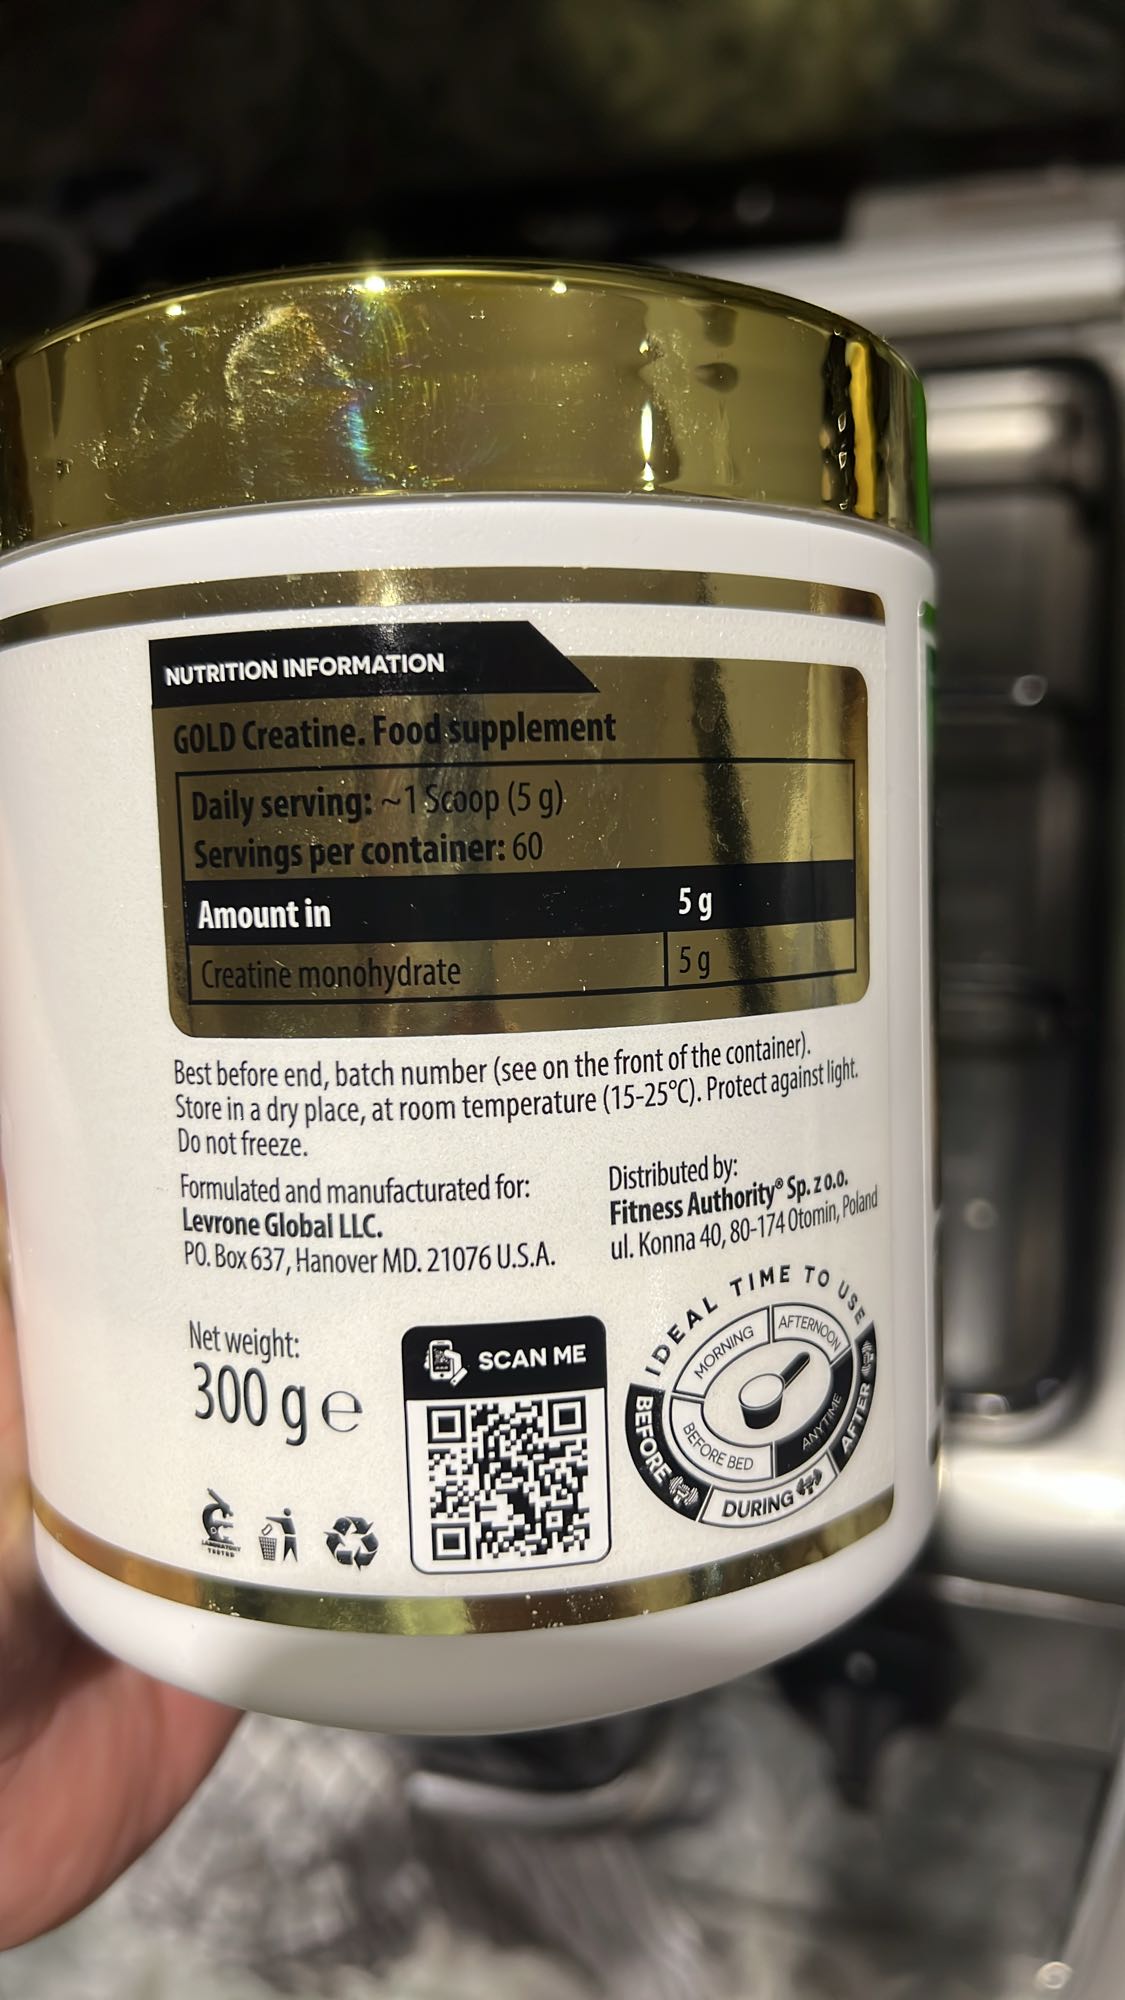 NUTRITION INFORMATION
GOLD Creatine. Food supplement
Daily serving: ~1 Scoop (5 g)
Servings per container: 60
Amount in 5 g
Creatine monohydrate 5 g
Best before end, batch number (see on the front of the container).
Store in a dry place, at room temperature (15-25°C). Protect against light.
Do not freeze.
Formulated and manufacturated for:
Levrone Global LLC.
PO. Box 637, Hanover MD. 21076 U.S.A.
Distributed by:
Fitness Authority® Sp. z o.o.
ul. Konna 40, 80-174 Otomin, Poland
Net weight:
300 g e
SCAN ME
IDEAL TIME TO USE
MORNING
AFTERNOON
BEFORE BED
ANYTIME
BEFORE
DURING
AFTER
LABORATORY
TESTED